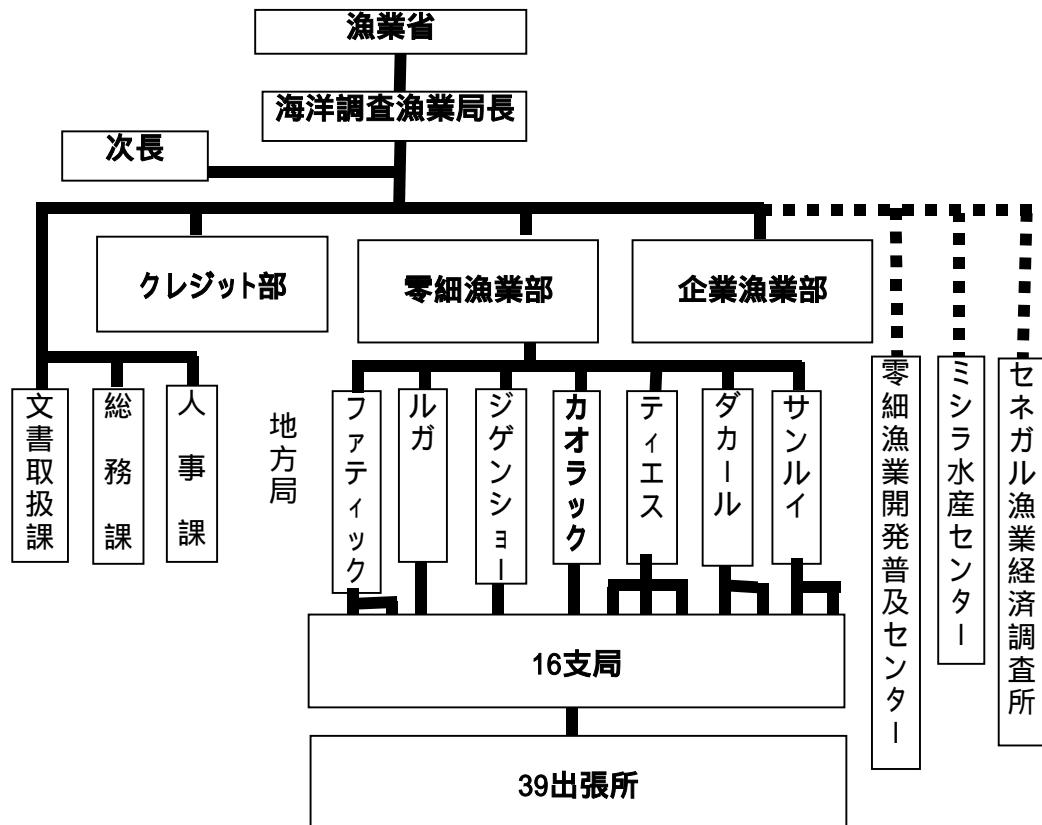 漁業省
海洋調査漁業局長
次長
クレジット部
零細漁業部
企業漁業部
文書取扱課
総務課
人事課
地方局
ファティック
ルガ
ジゲンショー
カオラック
ティエス
ダカール
サンルイ
零細漁業開発普及センター
ミシラ水産センター
セネガル漁業経済調査所
16支局
39出張所